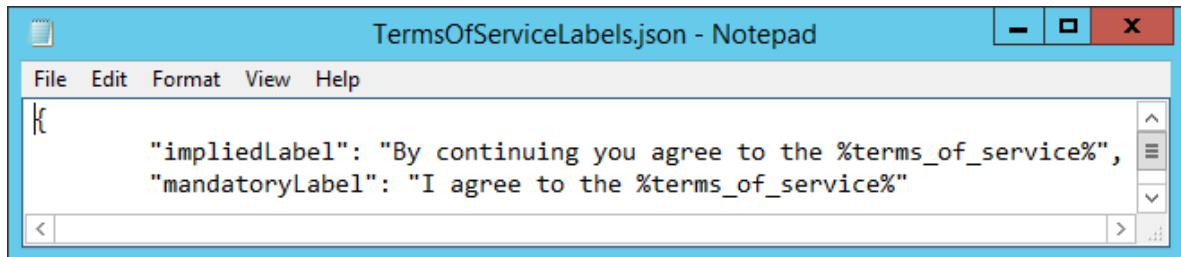 TermsOfServiceLabels.json - Notepad
File Edit Format View Help
{
"impliedLabel": "By continuing you agree to the %terms_of_service%",
"mandatoryLabel": "I agree to the %terms_of_service%"